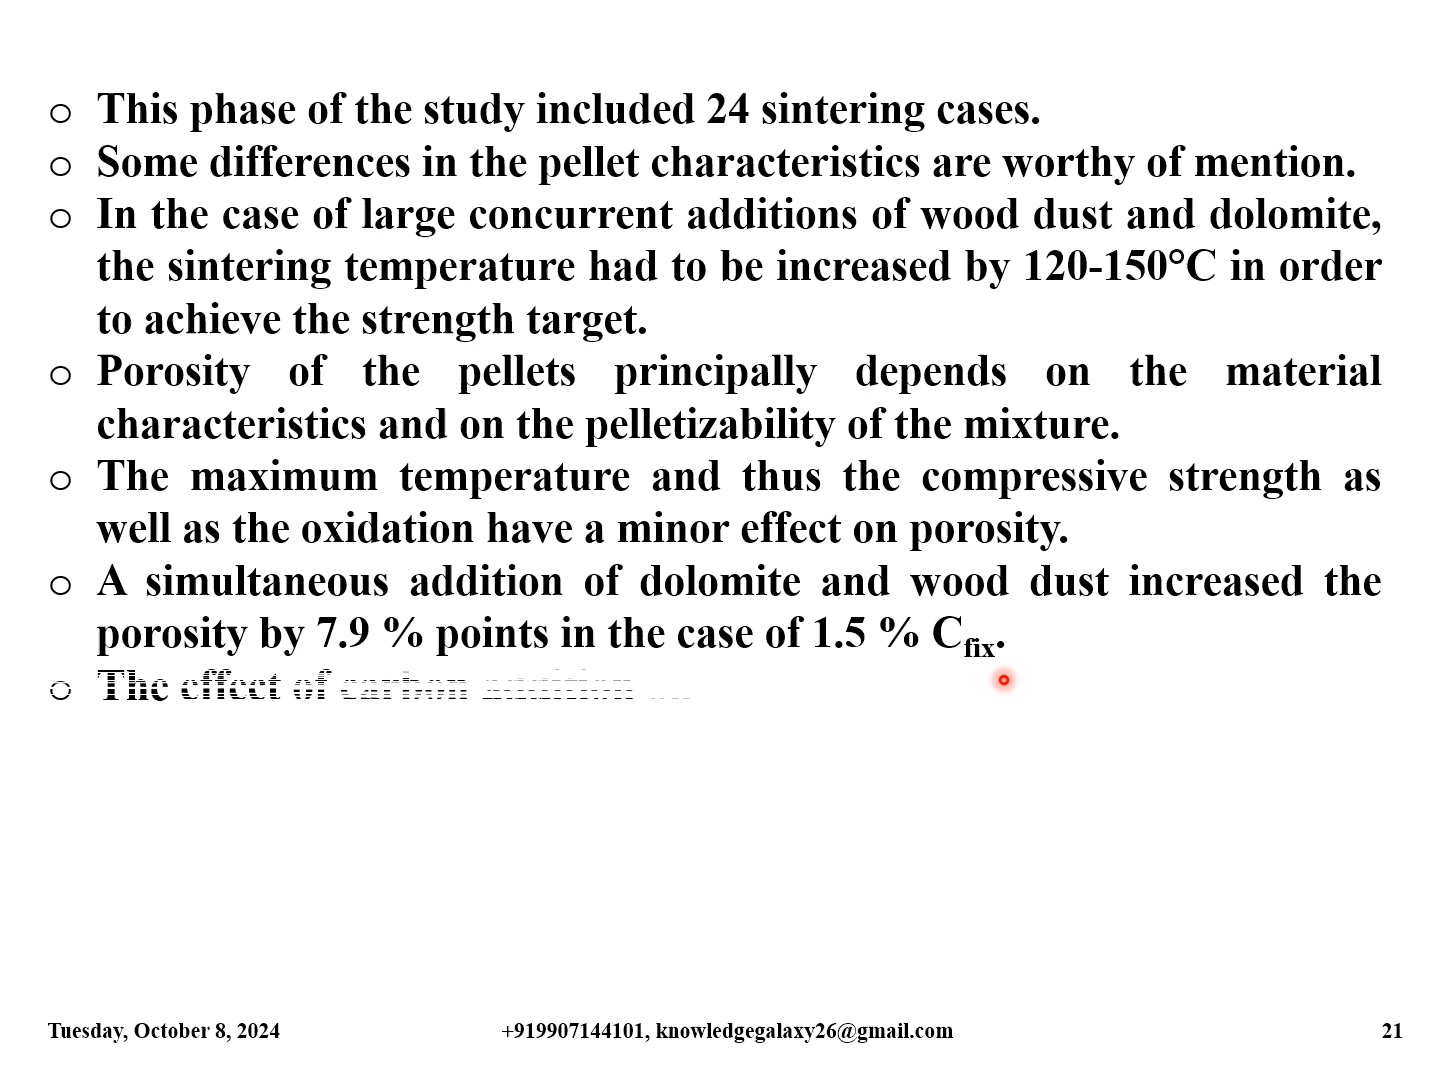 This phase of the study included 24 sintering cases.
Some differences in the pellet characteristics are worthy of mention.
In the case of large concurrent additions of wood dust and dolomite,
the sintering temperature had to be increased by 120-150°C in order
to achieve the strength target.
Porosity of the pellets principally depends on the material
characteristics and on the pelletizability of the mixture.
The maximum temperature and thus the compressive strength as
well as the oxidation have a minor effect on porosity.
A simultaneous addition of dolomite and wood dust increased the
porosity by 7.9 % points in the case of 1.5 % Cfix.
The effect of carbon addition
Tuesday, October 8, 2024
+919907144101, knowledgegalaxy26@gmail.com
21